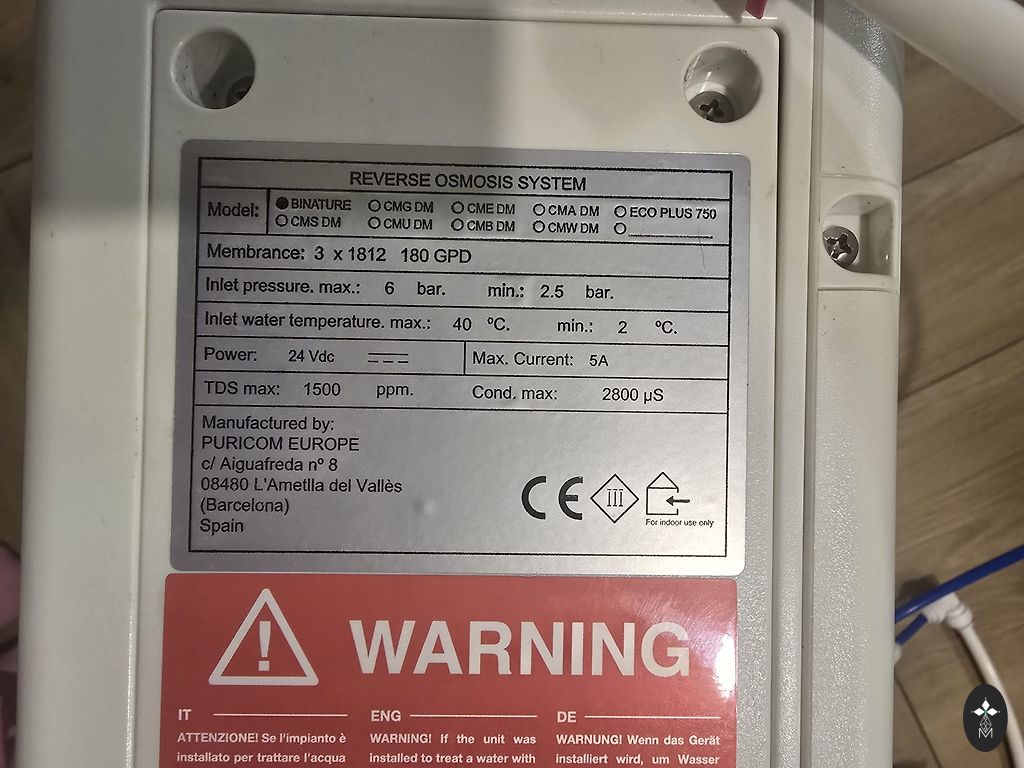 REVERSE OSMOSIS SYSTEM
Model: BINATURE CMG DM CME DM CMA DM ECO PLUS 750
CMS DM CMU DM CMB DM CMW DM
Membrance: 3 x 1812 180 GPD
Inlet pressure. max.: 6 bar. min.: 2.5 bar.
Inlet water temperature. max.: 40 ºC. min.: 2 ºC.
Power: 24 Vdc Max. Current: 5A
TDS max: 1500 ppm. Cond. max: 2800 µS
Manufactured by:
PURICOM EUROPE
c/ Aiguafreda nº 8
08480 L'Ametlla del Vallès
(Barcelona)
Spain
CE III
For indoor use only
! WARNING
IT ENG DE
ATTENZIONE! Se l'impianto è WARNING! If the unit was WARNUNG! Wenn das Gerät
installato per trattare l'acqua installed to treat a water with installiert wird, um Wasser